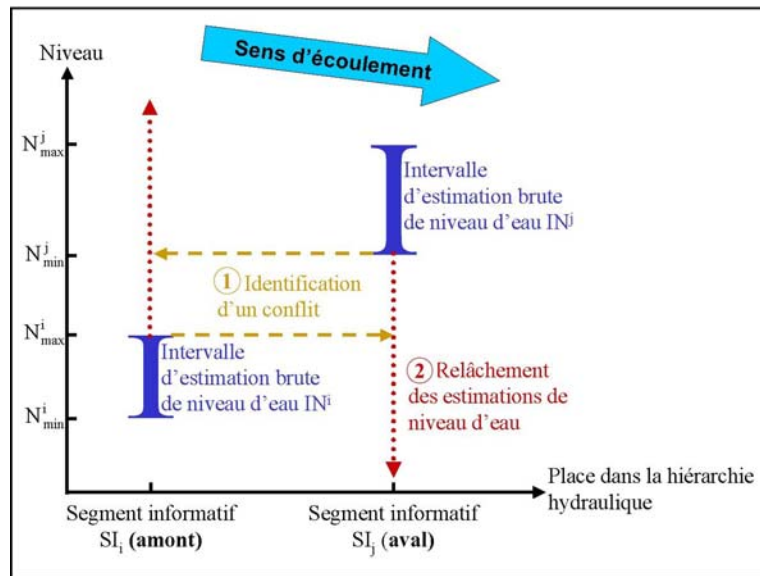 Sens d'écoulement
Niveau
N^j_max
Intervalle
d'estimation brute
de niveau d'eau IN^j
N^j_min
① Identification
d'un conflit
N^i_max
Intervalle
d'estimation brute
de niveau d'eau IN^i
② Relâchement
des estimations de
niveau d'eau
N^i_min
Place dans la hiérarchie
hydraulique
Segment informatif
SI_i (amont)
Segment informatif
SI_j (aval)